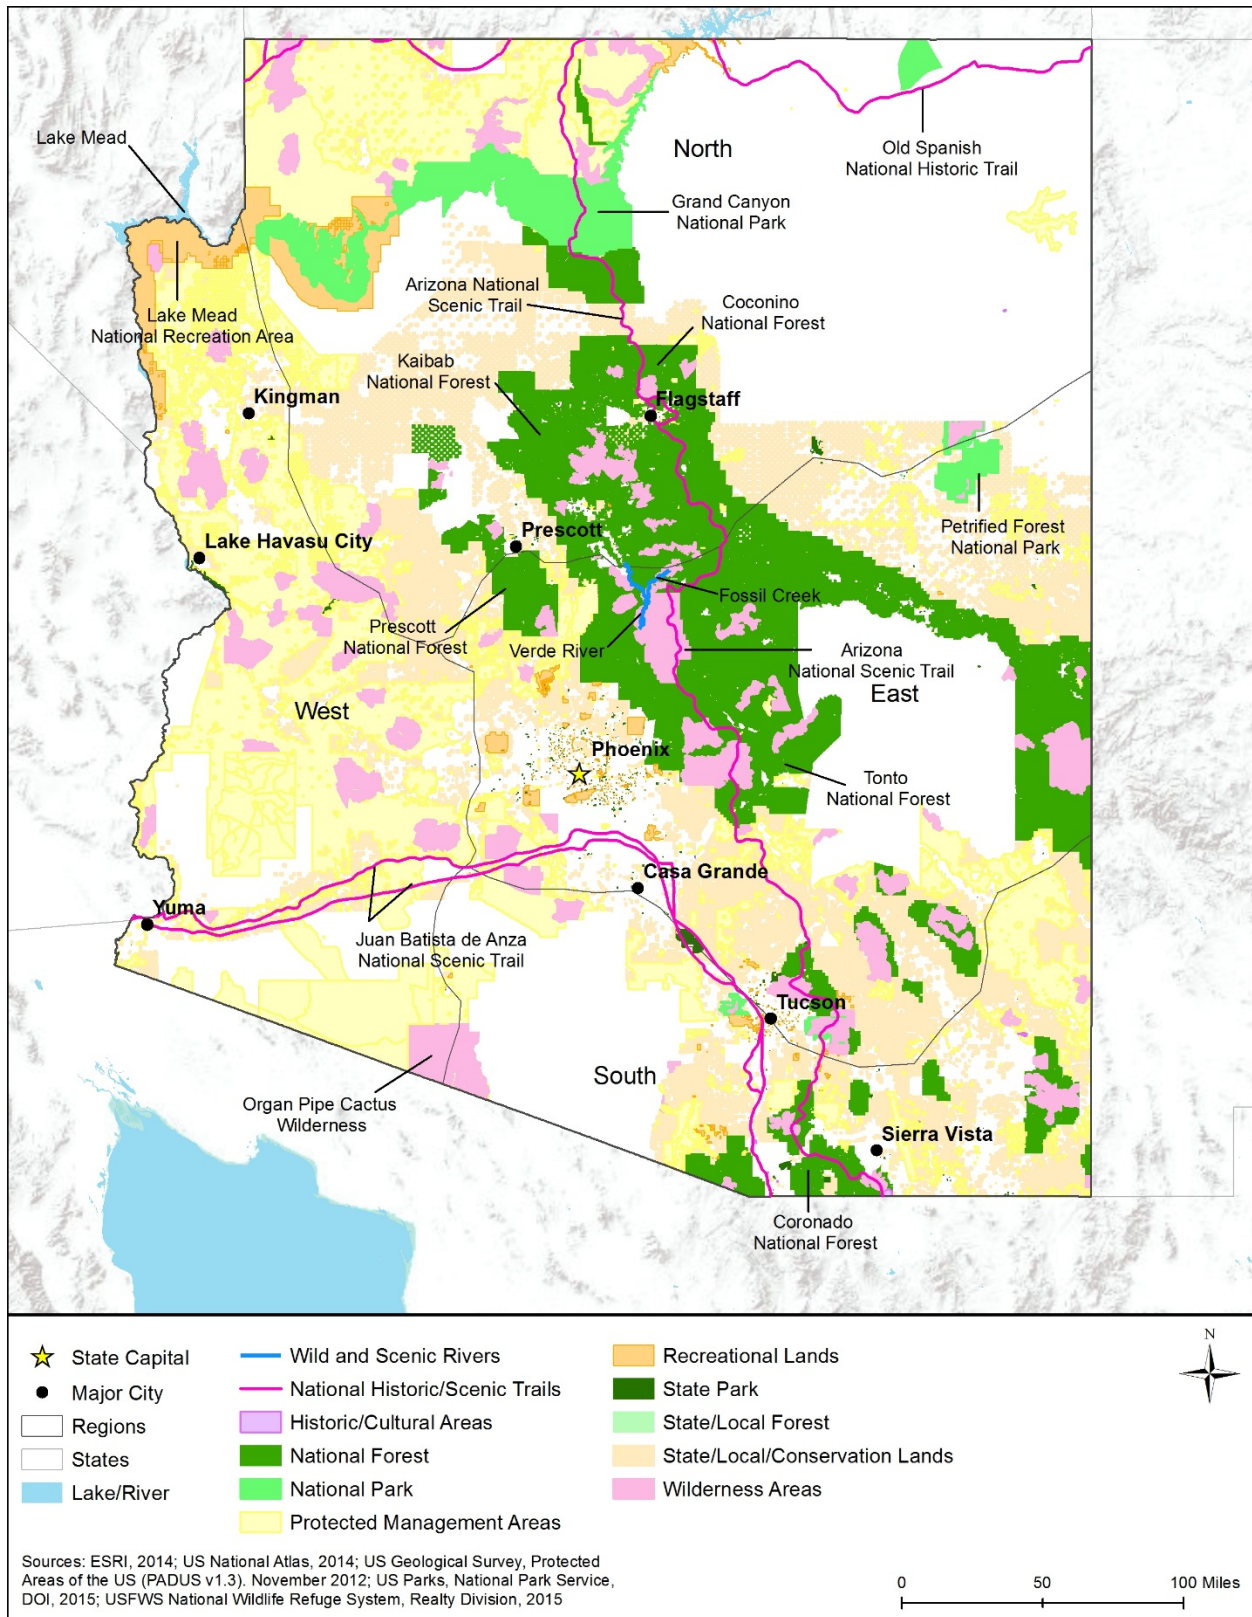 Lake Mead
North
Old Spanish
National Historic Trail
Grand Canyon
National Park
Arizona National
Scenic Trail
Coconino
National Forest
Lake Mead
National Recreation Area
Kaibab
National Forest
Kingman
Flagstaff
Petrified Forest
National Park
Prescott
Lake Havasu City
Fossil Creek
Prescott
National Forest
Verde River
Arizona
National Scenic Trail
East
West
Phoenix
Tonto
National Forest
Casa Grande
Yuma
Juan Batista de Anza
National Scenic Trail
Tucson
South
Organ Pipe Cactus
Wilderness
Sierra Vista
Coronado
National Forest
State Capital
Major City
Regions
States
Lake/River
Wild and Scenic Rivers
National Historic/Scenic Trails
Historic/Cultural Areas
National Forest
National Park
Protected Management Areas
Recreational Lands
State Park
State/Local Forest
State/Local/Conservation Lands
Wilderness Areas
N
Sources: ESRI, 2014; US National Atlas, 2014; US Geological Survey, Protected
Areas of the US (PADUS v1.3). November 2012; US Parks, National Park Service,
DOI, 2015; USFWS National Wildlife Refuge System, Realty Division, 2015
0 50 100 Miles